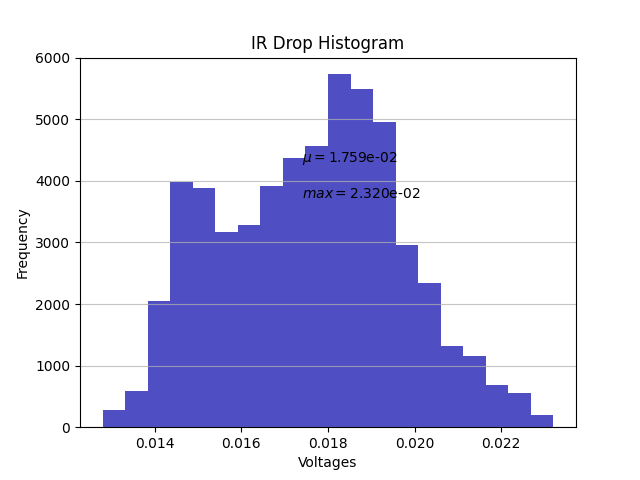 IR Drop Histogram
6000
5000
4000
3000
2000
1000
0
Frequency
μ = 1.759e-02
max = 2.320e-02
0.014 0.016 0.018 0.020 0.022
Voltages